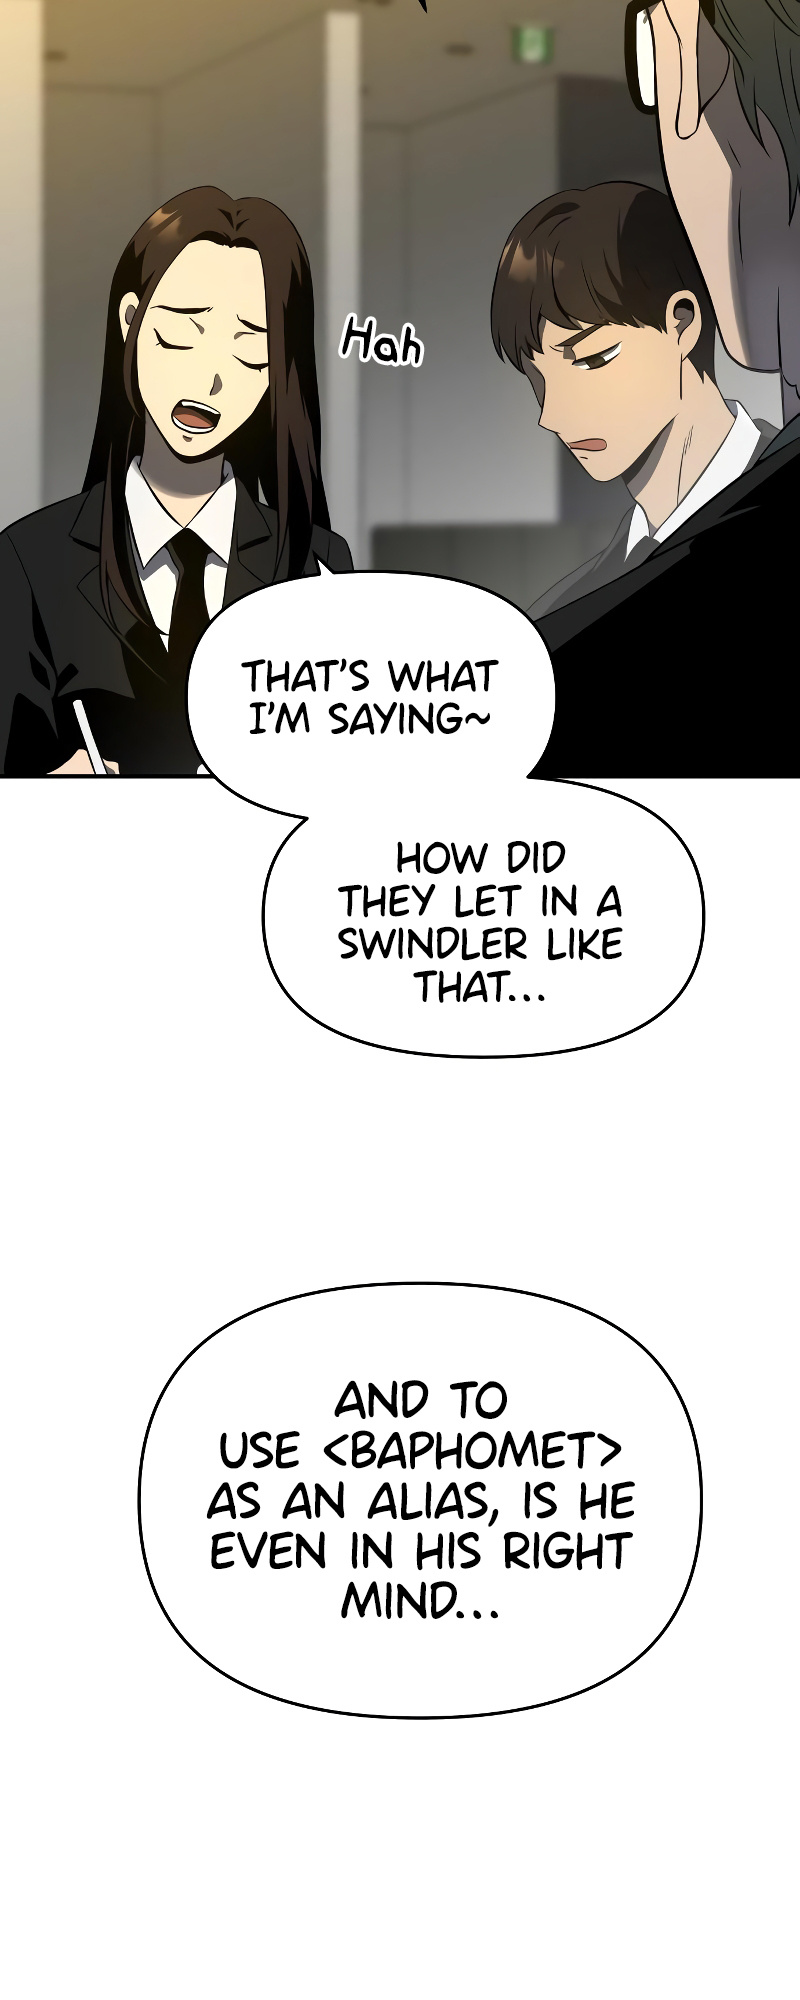 Hah
THAT'S WHAT
I'M SAYING~
HOW DID
THEY LET IN A
SWINDLER LIKE
THAT...
AND TO
USE <BAPHOMET>
AS AN ALIAS, IS HE
EVEN IN HIS RIGHT
MIND...